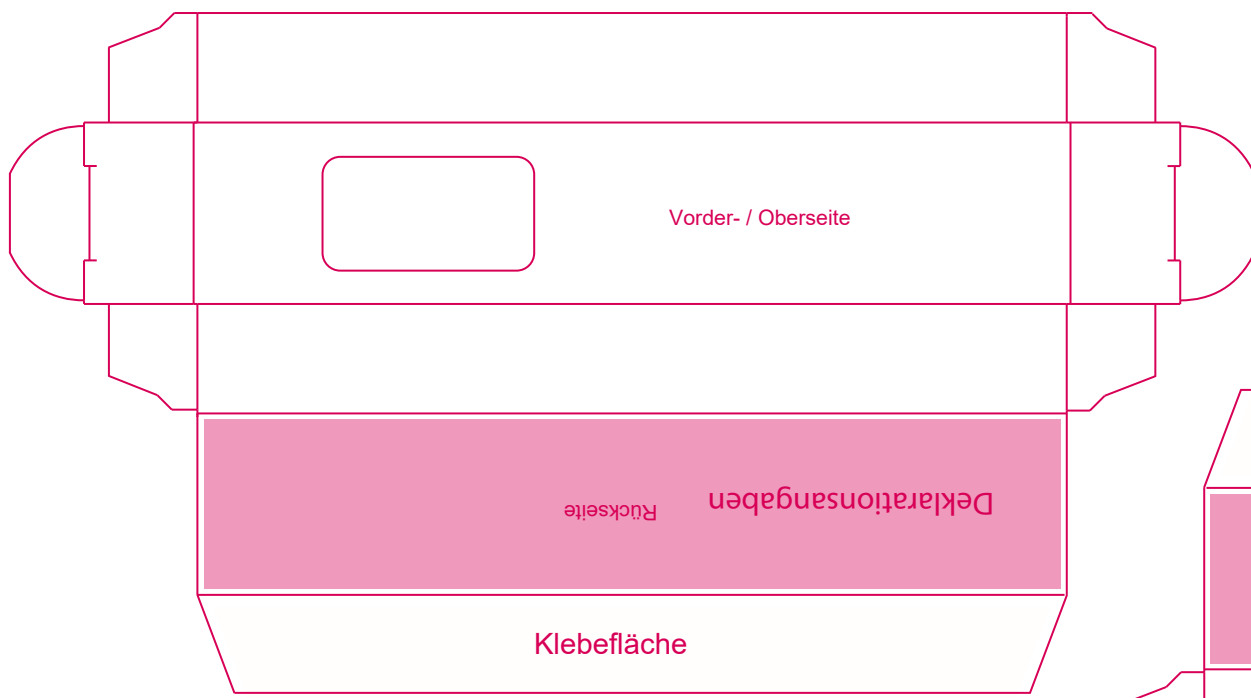 Vorder- / Oberseite
Deklarationsangaben
Rückseite
Klebefläche